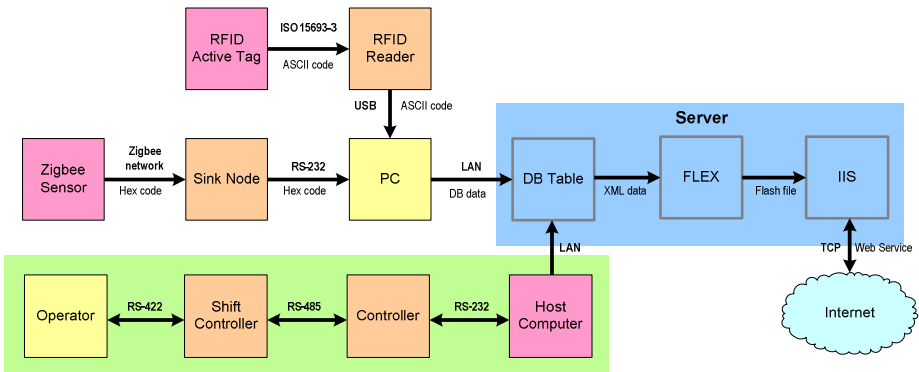 RFID
Active Tag
ISO 15693-3
ASCII code
RFID
Reader
USB
ASCII code
Server
Zigbee
Sensor
Zigbee
network
Hex code
Sink Node
RS-232
Hex code
PC
LAN
DB data
DB Table
XML data
FLEX
Flash file
IIS
LAN
TCP
Web Service
Operator
RS-422
Shift
Controller
RS-485
Controller
RS-232
Host
Computer
Internet